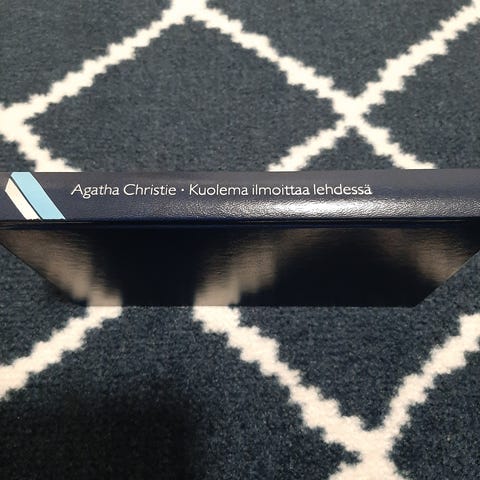 Agatha Christie · Kuolema ilmoittaa lehdessä